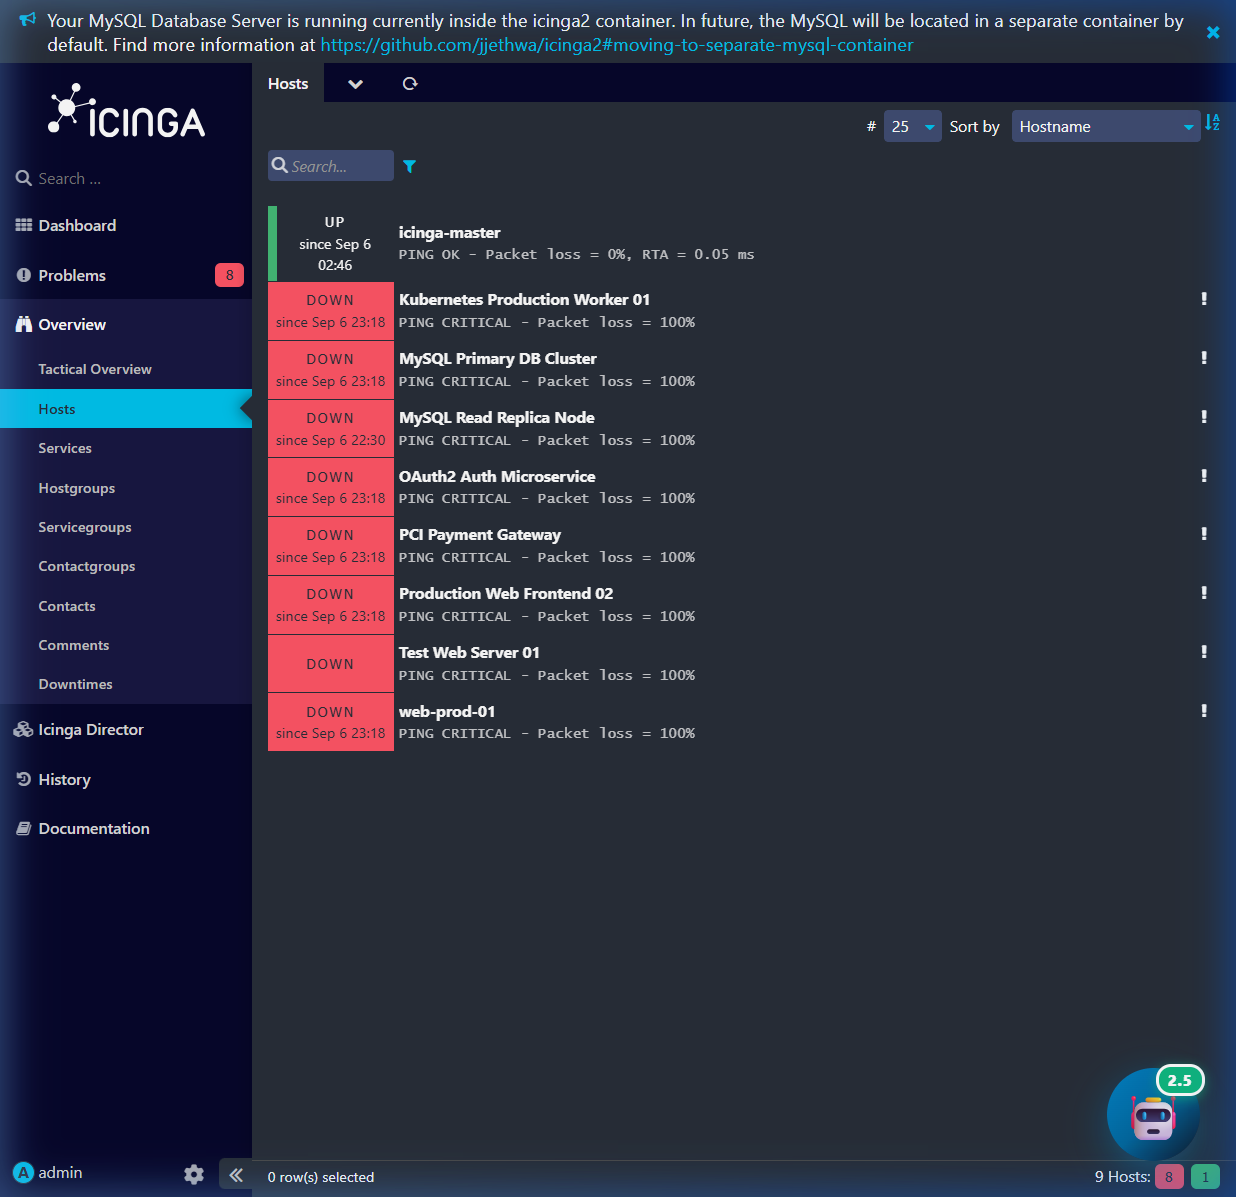 Your MySQL Database Server is running currently inside the icinga2 container. In future, the MySQL will be located in a separate container by
default. Find more information at https://github.com/jjethwa/icinga2#moving-to-separate-mysql-container
ICINGA
Search ...
Dashboard
Problems 8
Overview
Tactical Overview
Hosts
Services
Hostgroups
Servicegroups
Contactgroups
Contacts
Comments
Downtimes
Icinga Director
History
Documentation
A admin
Hosts
# 25 Sort by Hostname
Search...
UP
since Sep 6
02:46
icinga-master
PING OK - Packet loss = 0%, RTA = 0.05 ms
DOWN
since Sep 6 23:18
Kubernetes Production Worker 01
PING CRITICAL - Packet loss = 100%
DOWN
since Sep 6 23:18
MySQL Primary DB Cluster
PING CRITICAL - Packet loss = 100%
DOWN
since Sep 6 22:30
MySQL Read Replica Node
PING CRITICAL - Packet loss = 100%
DOWN
since Sep 6 23:18
OAuth2 Auth Microservice
PING CRITICAL - Packet loss = 100%
DOWN
since Sep 6 23:18
PCI Payment Gateway
PING CRITICAL - Packet loss = 100%
DOWN
since Sep 6 23:18
Production Web Frontend 02
PING CRITICAL - Packet loss = 100%
DOWN
Test Web Server 01
PING CRITICAL - Packet loss = 100%
DOWN
since Sep 6 23:18
web-prod-01
PING CRITICAL - Packet loss = 100%
2.5
0 row(s) selected
9 Hosts: 8 1